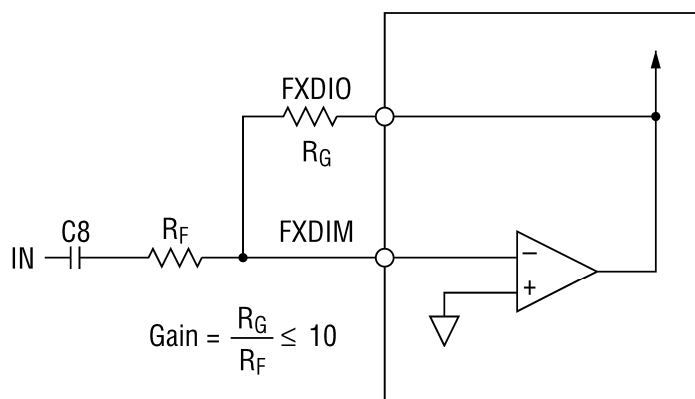 FXDIO
R_G
IN
C8
R_F
FXDIM
−
+
Gain = R_G / R_F ≤ 10